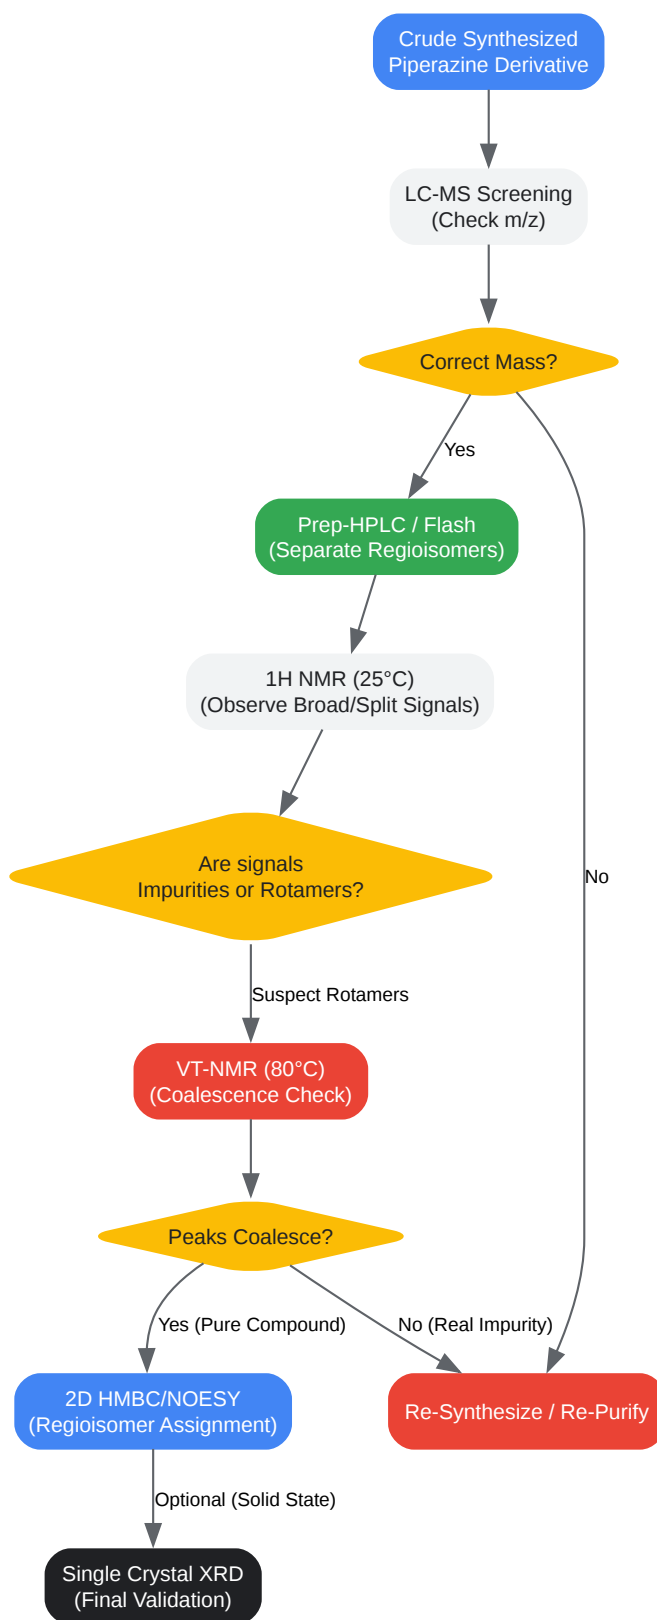 Crude Synthesized
Piperazine Derivative
LC-MS Screening
(Check m/z)
Correct Mass?
Yes
Prep-HPLC / Flash
(Separate Regioisomers)
1H NMR (25°C)
(Observe Broad/Split Signals)
Are signals
Impurities or Rotamers?
No
Suspect Rotamers
VT-NMR (80°C)
(Coalescence Check)
Peaks Coalesce?
Yes (Pure Compound)
No (Real Impurity)
2D HMBC/NOESY
(Regioisomer Assignment)
Re-Synthesize / Re-Purify
Optional (Solid State)
Single Crystal XRD
(Final Validation)